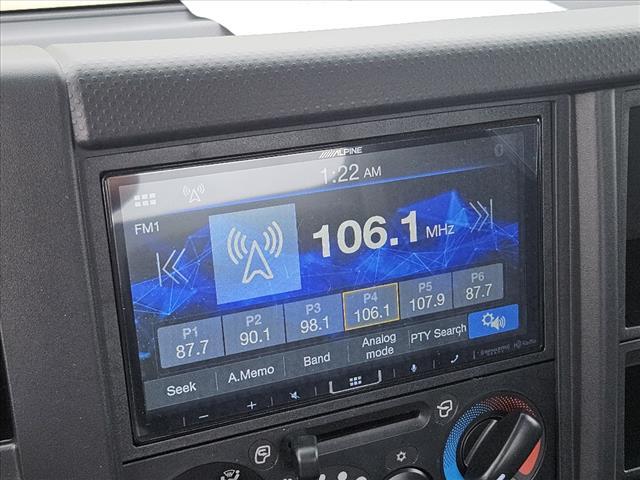 ALPINE
1:22 AM
FM1
106.1 MHz
P1 P2 P3 P4 P5 P6
87.7 90.1 98.1 106.1 107.9 87.7
Seek A.Memo Band Analog mode PTY Search
− +